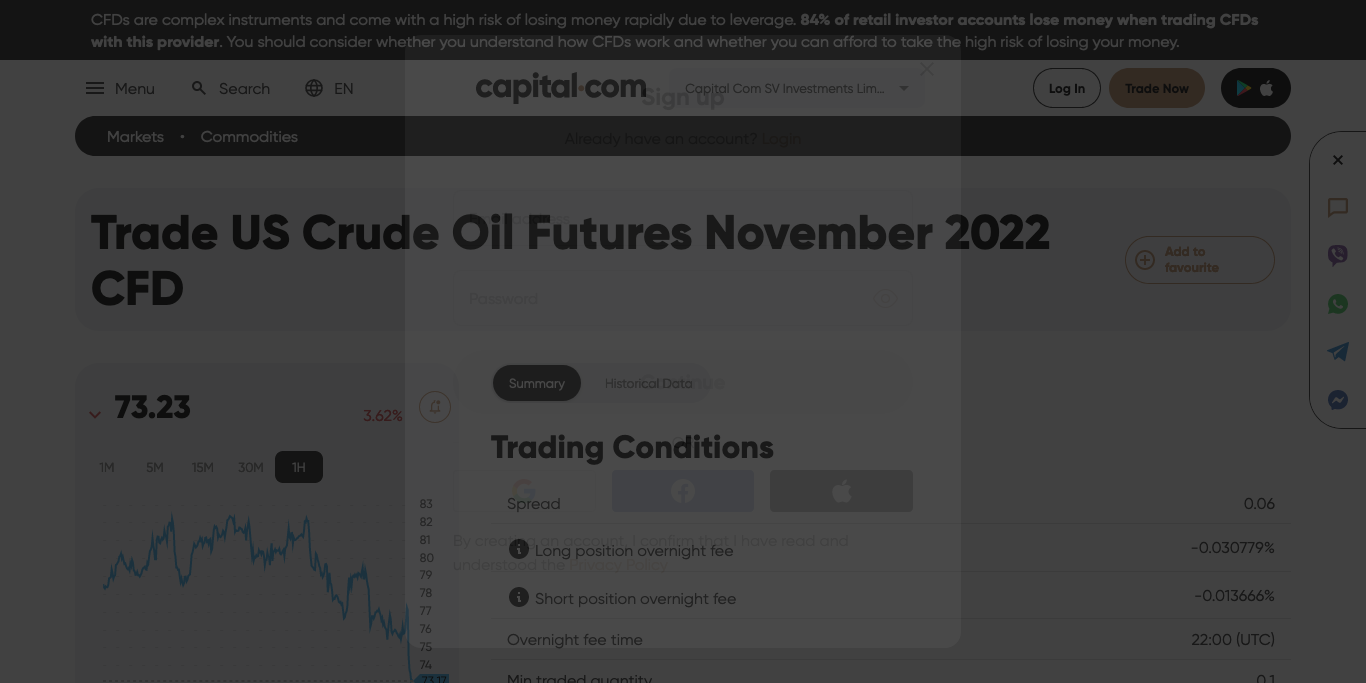 CFDs are complex instruments and come with a high risk of losing money rapidly due to leverage. 84% of retail investor accounts lose money when trading CFDs
with this provider. You should consider whether you understand how CFDs work and whether you can afford to take the high risk of losing your money.
Menu
Search
EN
capital.com
Capital Com SV Investments Lim...
Log In
Trade Now
Sign up
Markets
Commodities
Already have an account? Login
Trade US Crude Oil Futures November 2022
CFD
Add to
favourite
Password
Summary
Historical Data
73.23
3.62%
Trading Conditions
1M
5M
15M
30M
1H
Spread
0.06
By creating an account, I confirm that I have read and
understood the Privacy Policy
Long position overnight fee
-0.030779%
Short position overnight fee
-0.013666%
Overnight fee time
22:00 (UTC)
Min traded quantity
0.1
83
82
81
80
79
78
77
76
75
74
73.17